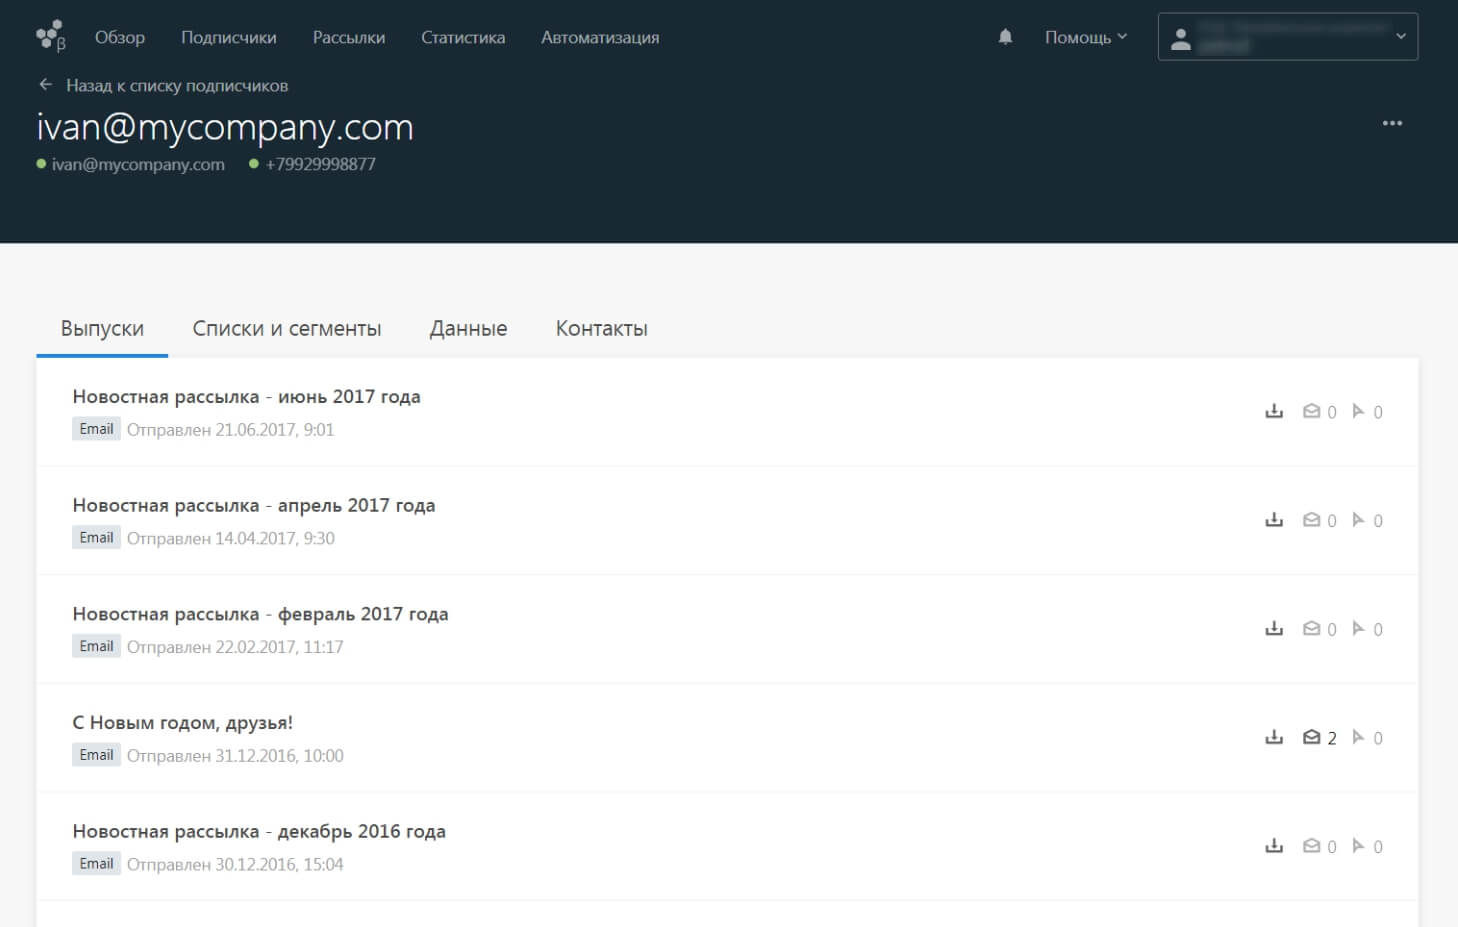 β Обзор Подписчики Рассылки Статистика Автоматизация Помощь
Назад к списку подписчиков
ivan@mycompany.com
ivan@mycompany.com +79929998877
Выпуски Списки и сегменты Данные Контакты
Новостная рассылка - июнь 2017 года
Email Отправлен 21.06.2017, 9:01
0 0
Новостная рассылка - апрель 2017 года
Email Отправлен 14.04.2017, 9:30
0 0
Новостная рассылка - февраль 2017 года
Email Отправлен 22.02.2017, 11:17
0 0
С Новым годом, друзья!
Email Отправлен 31.12.2016, 10:00
2 0
Новостная рассылка - декабрь 2016 года
Email Отправлен 30.12.2016, 15:04
0 0